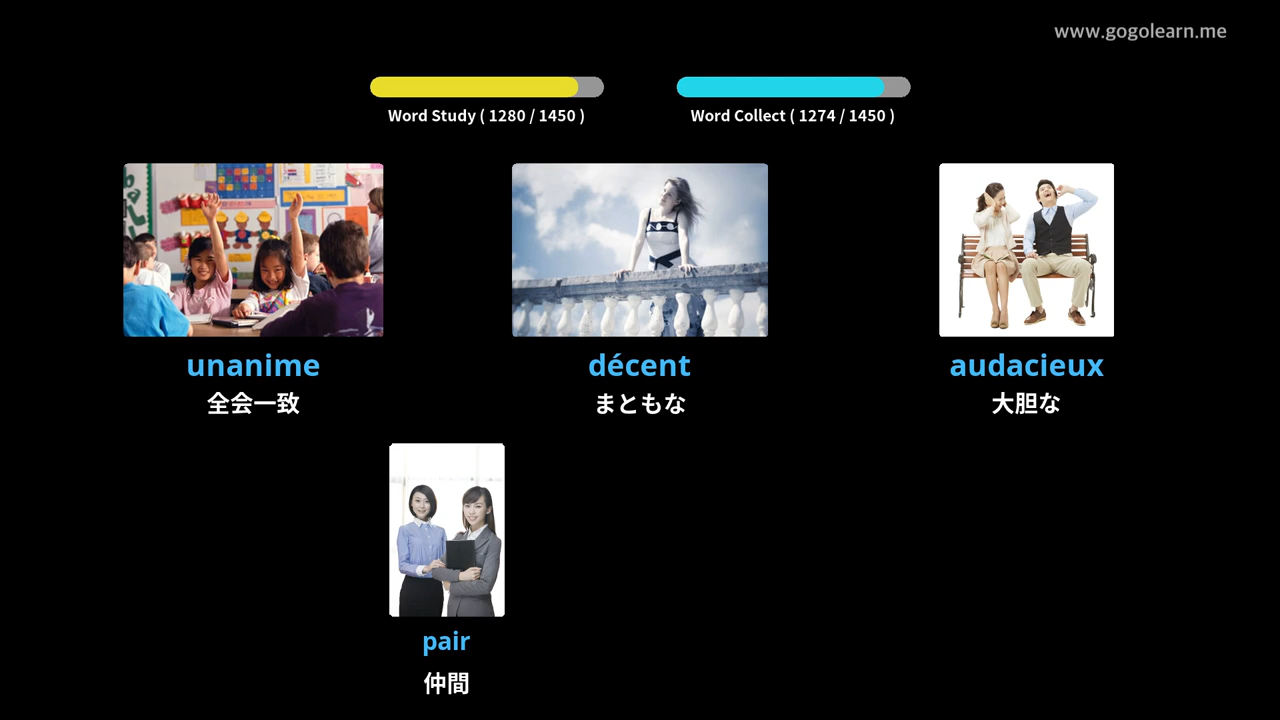 www.gogolearn.me
Word Study ( 1280 / 1450 )
Word Collect ( 1274 / 1450 )
unanime
全会一致
décent
まともな
audacieux
大胆な
pair
仲間